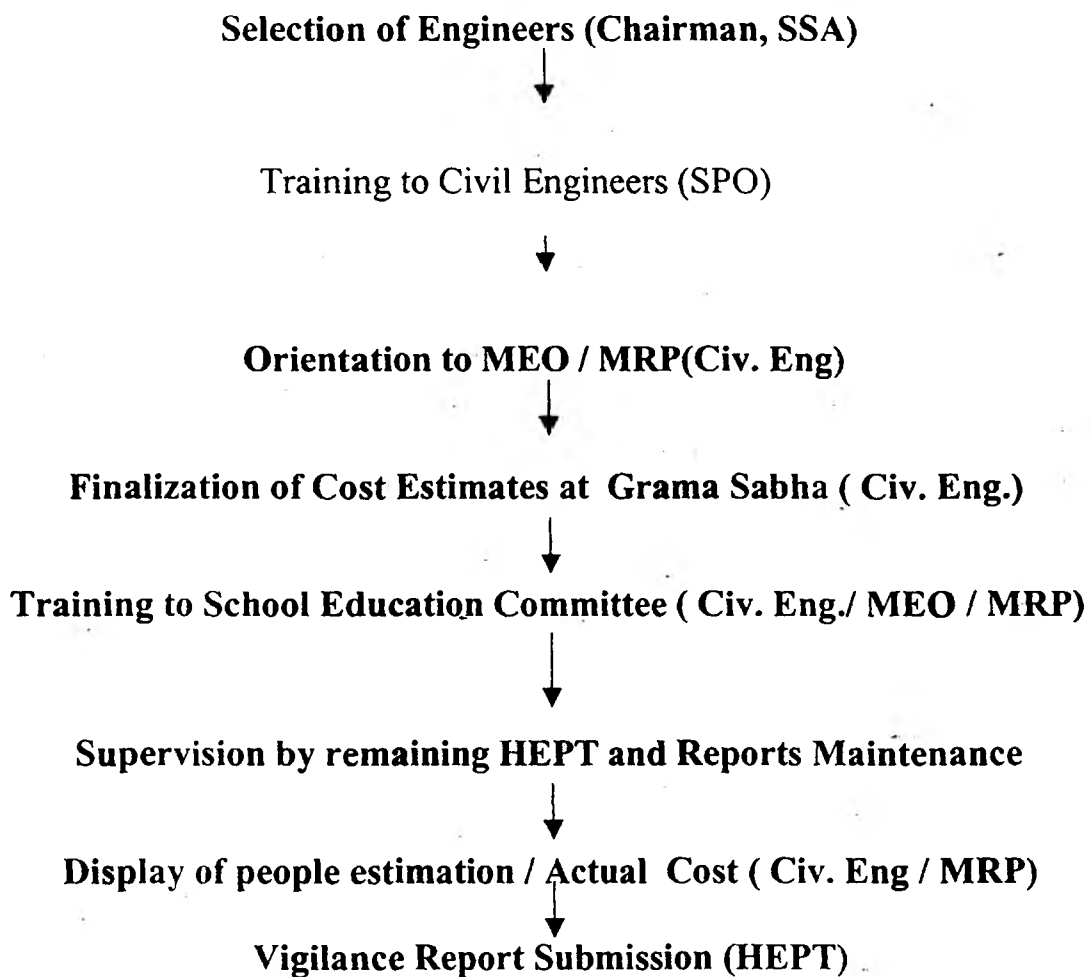 Selection of Engineers (Chairman, SSA)
Training to Civil Engineers (SPO)
Orientation to MEO / MRP(Civ. Eng)
Finalization of Cost Estimates at Grama Sabha ( Civ. Eng.)
Training to School Education Committee ( Civ. Eng./ MEO / MRP)
Supervision by remaining HEPT and Reports Maintenance
Display of people estimation / Actual Cost ( Civ. Eng / MRP)
Vigilance Report Submission (HEPT)